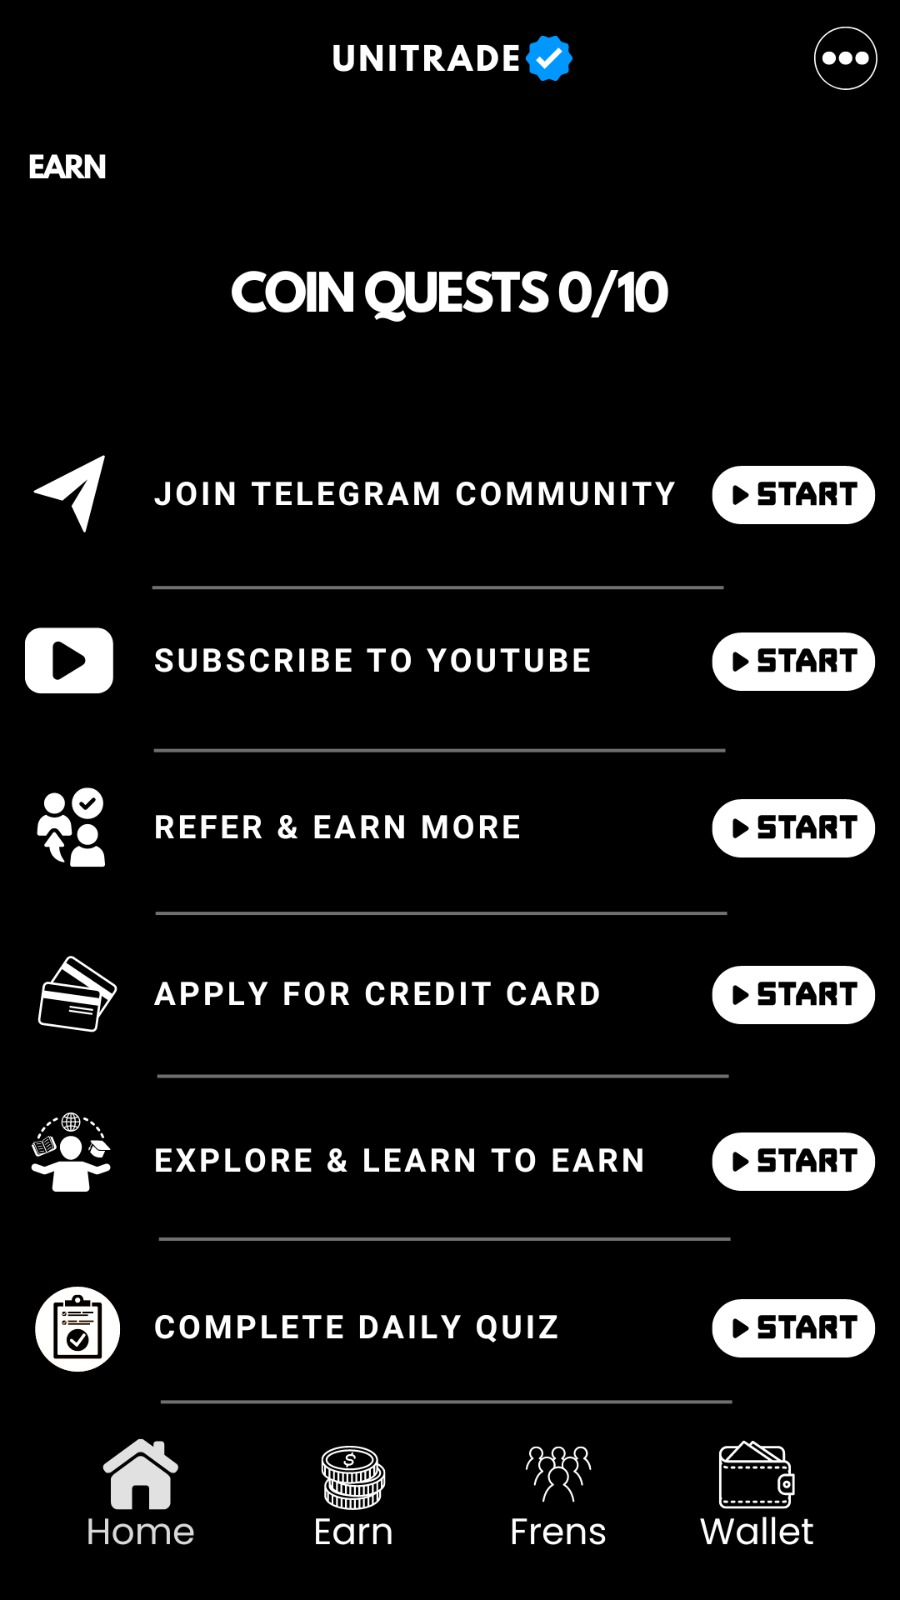 UNITRADE
EARN
COIN QUESTS 0/10
JOIN TELEGRAM COMMUNITY
START
SUBSCRIBE TO YOUTUBE
START
REFER & EARN MORE
START
APPLY FOR CREDIT CARD
START
EXPLORE & LEARN TO EARN
START
COMPLETE DAILY QUIZ
START
Home
Earn
Frens
Wallet